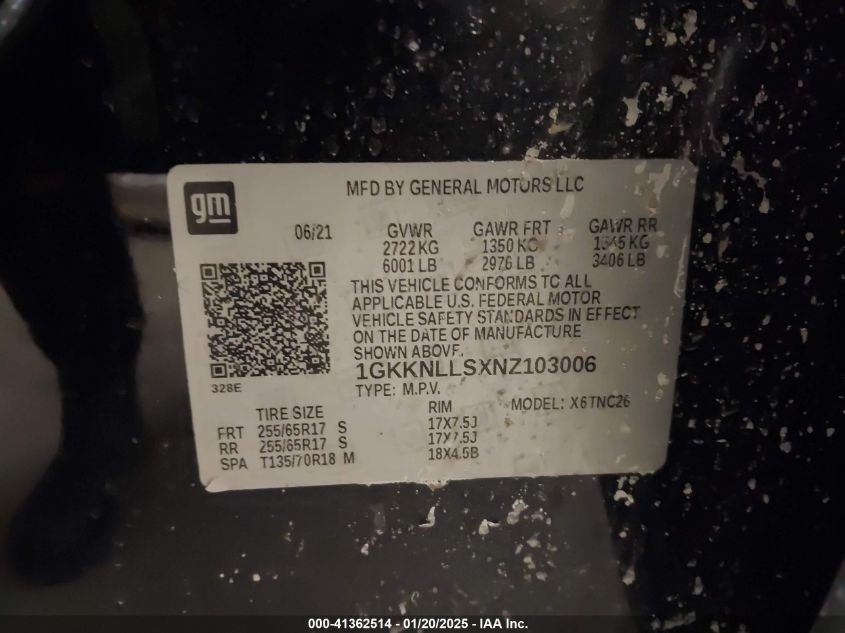 gm
MFD BY GENERAL MOTORS LLC
06/21
GVWR GAWR FRT GAWR RR
2722 KG 1350 KG 1545 KG
6001 LB 2976 LB 3406 LB
THIS VEHICLE CONFORMS TO ALL
APPLICABLE U.S. FEDERAL MOTOR
VEHICLE SAFETY STANDARDS IN EFFECT
ON THE DATE OF MANUFACTURE
SHOWN ABOVE.
1GKKNLLSXNZ103006
328E
TYPE: M.P.V.
TIRE SIZE RIM MODEL: X6TNC26
FRT 255/65R17 S 17X7.5J
RR 255/65R17 S 17X7.5J
SPA T135/70R18 M 18X4.5B
000-41362514 - 01/20/2025 - IAA, Inc.